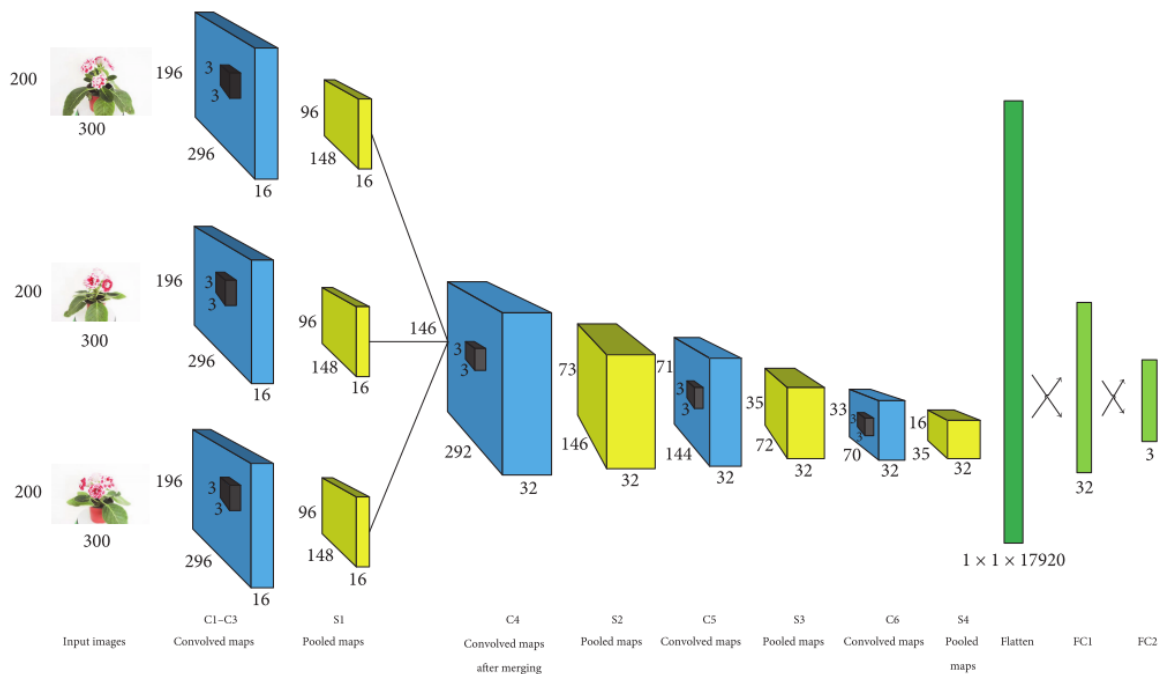 200
300
196
3
3
296
16
96
148
16
200
300
196
3
3
296
16
96
148
16
200
300
196
3
3
296
16
96
148
16
146
3
3
292
32
73
146
32
71
3
3
144
32
35
72
32
33
3
3
70
32
16
35
32
1 × 1 × 17920
32
3
C1–C3
S1
C4
S2
C5
S3
C6
S4
Input images
Convolved maps
Pooled maps
Convolved maps
after merging
Pooled maps
Convolved maps
Pooled maps
Convolved maps
Pooled
maps
Flatten
FC1
FC2